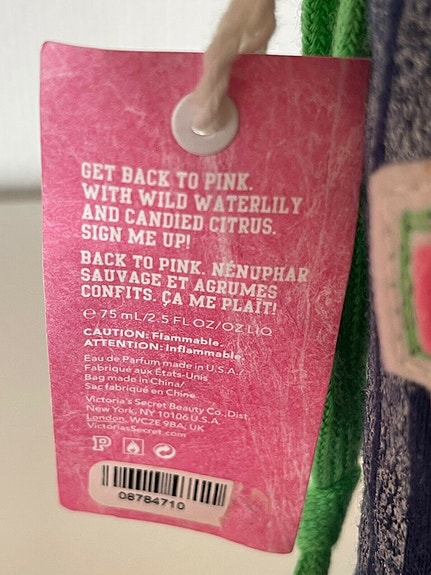 GET BACK TO PINK.
WITH WILD WATERLILY
AND CANDIED CITRUS.
SIGN ME UP!
BACK TO PINK. NÉNUPHAR
SAUVAGE ET AGRUMES
CONFITS. ÇA ME PLAÎT!
℮ 75 mL/2.5 FL OZ/OZ LIQ
CAUTION: Flammable.
ATTENTION: Inflammable.
Eau de Parfum made in U.S.A./
Fabriqué aux États-Unis
Bag made in China/
Sac fabriqué en Chine
Victoria's Secret Beauty Co., Dist.
New York, NY 10106 USA
London, WC2E 9BA, UK
VictoriasSecret.com
P
08784710